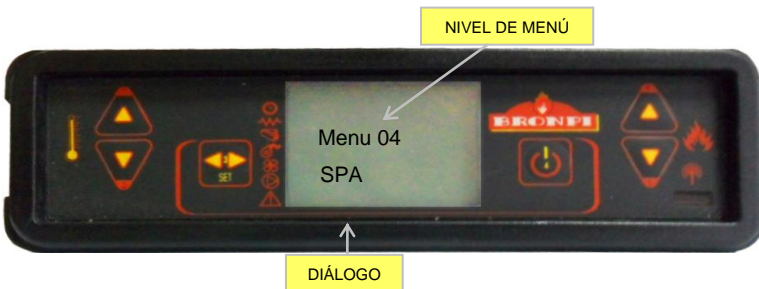 NIVEL DE MENÚ
BRONPI
Menu 04
SET
SPA
DIÁLOGO